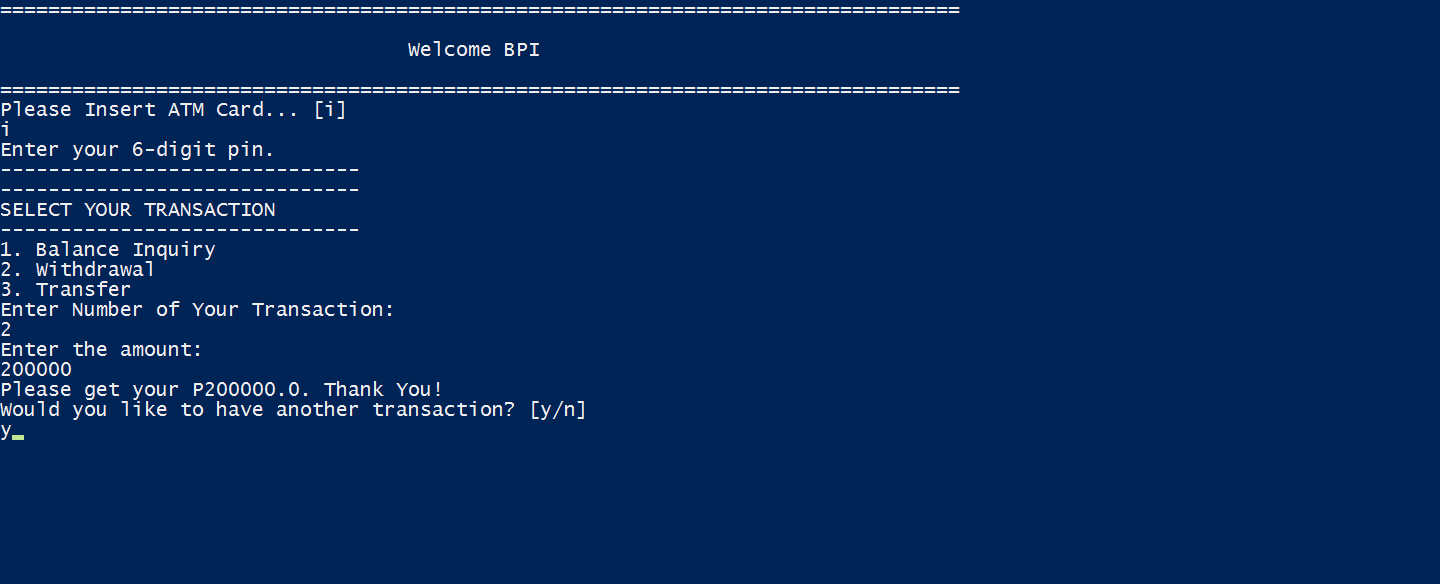 ================================================================================
Welcome BPI
================================================================================
Please Insert ATM Card... [i]
i
Enter your 6-digit pin.
------------------------------
------------------------------
SELECT YOUR TRANSACTION
------------------------------
1. Balance Inquiry
2. Withdrawal
3. Transfer
Enter Number of Your Transaction:
2
Enter the amount:
200000
Please get your P200000.0. Thank You!
Would you like to have another transaction? [y/n]
y